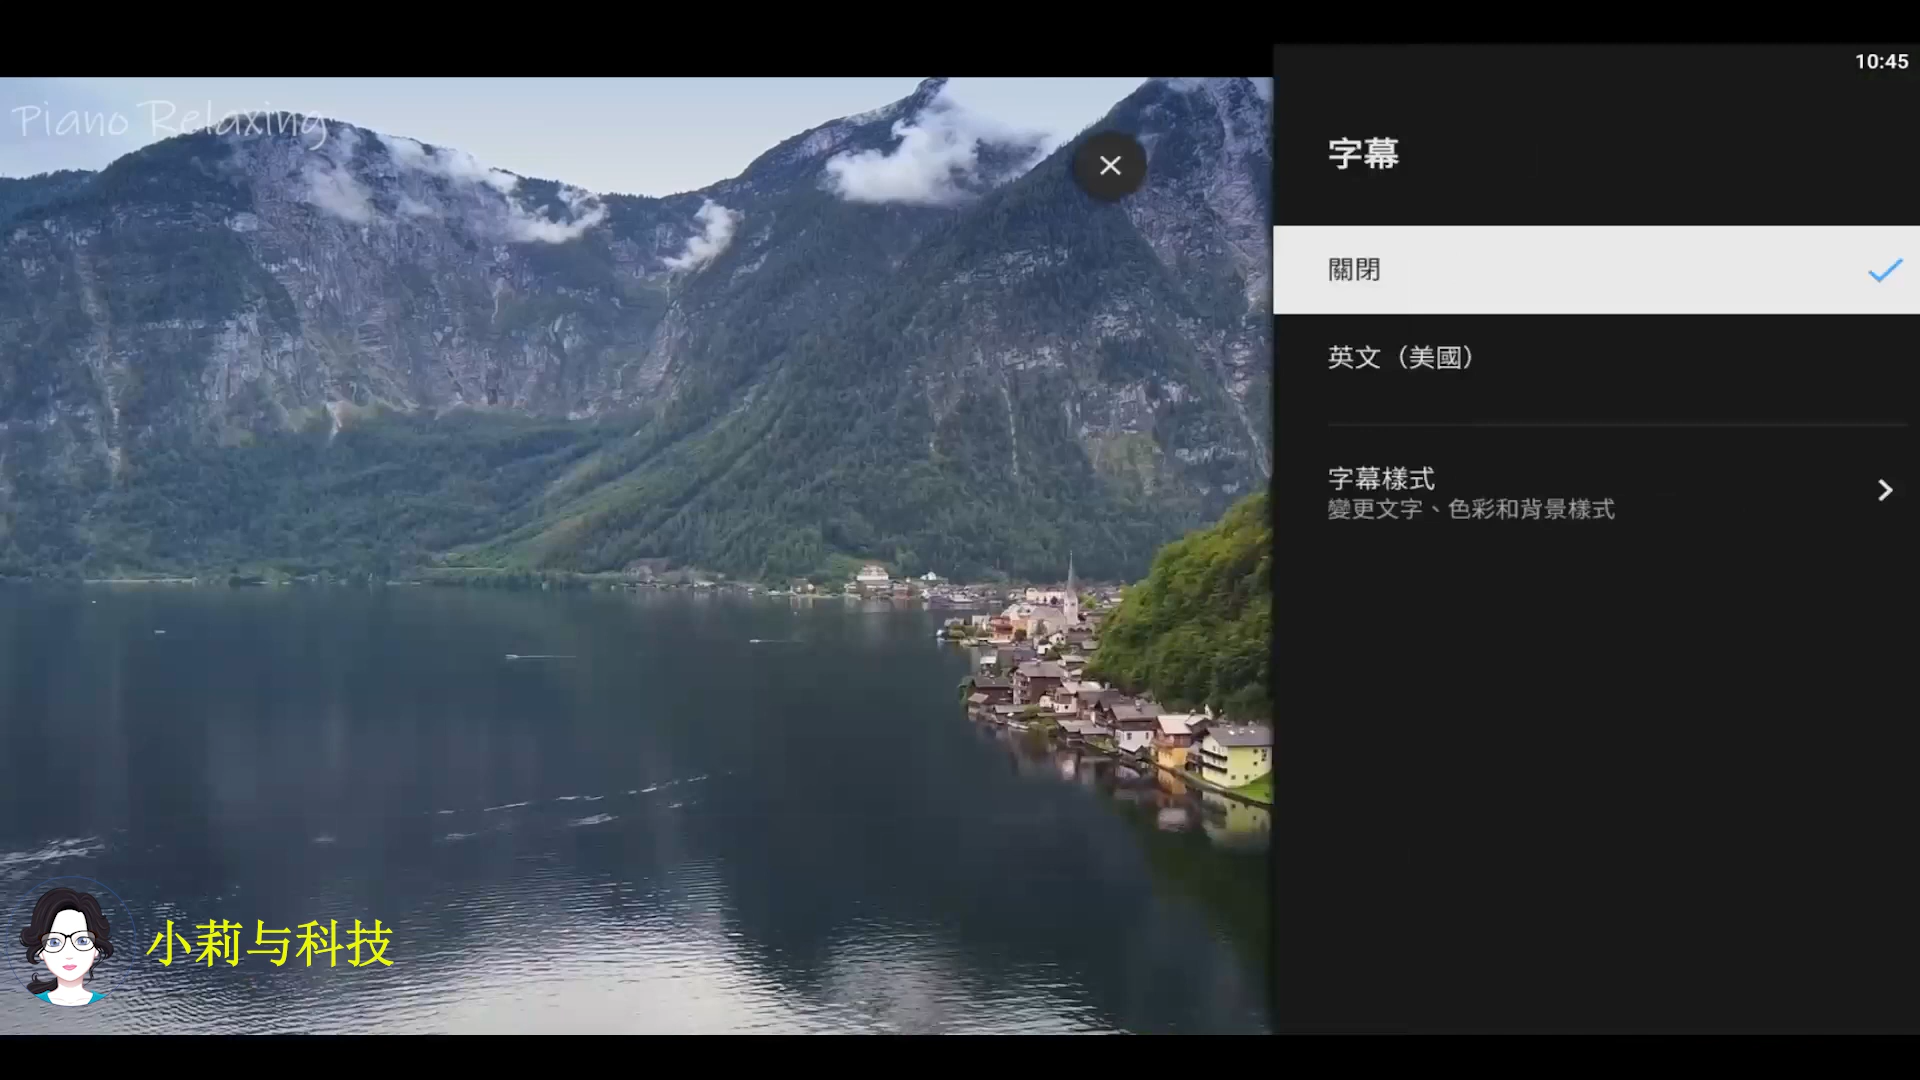 Piano Relaxing
10:45
字幕
關閉
英文（美國）
字幕樣式
變更文字、色彩和背景樣式
小莉与科技